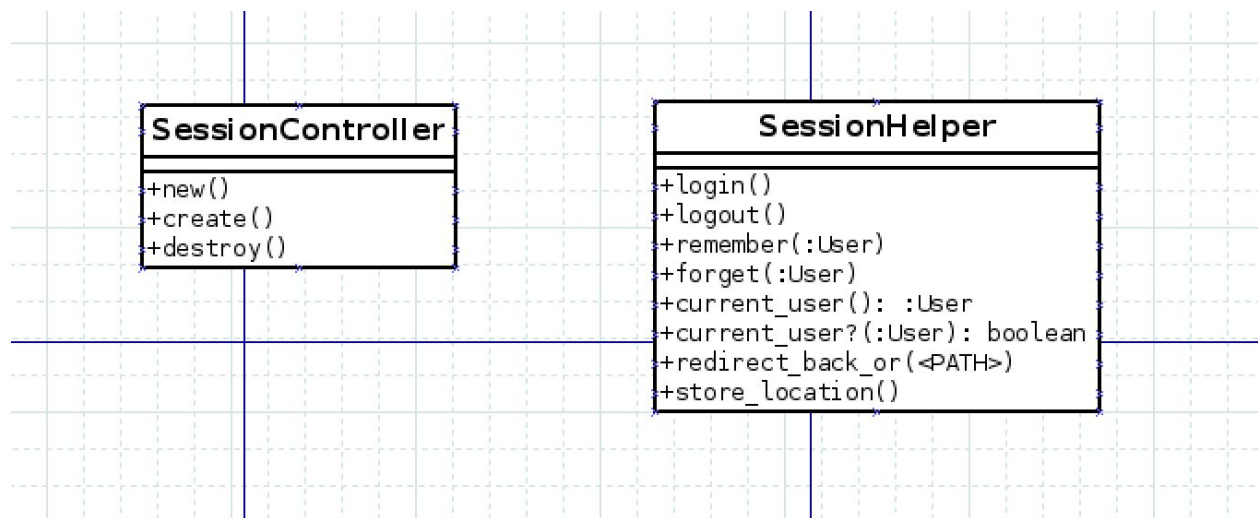 SessionController
+new()
+create()
+destroy()
SessionHelper
+login()
+logout()
+remember(:User)
+forget(:User)
+current_user(): :User
+current_user?(:User): boolean
+redirect_back_or(<PATH>)
+store_location()